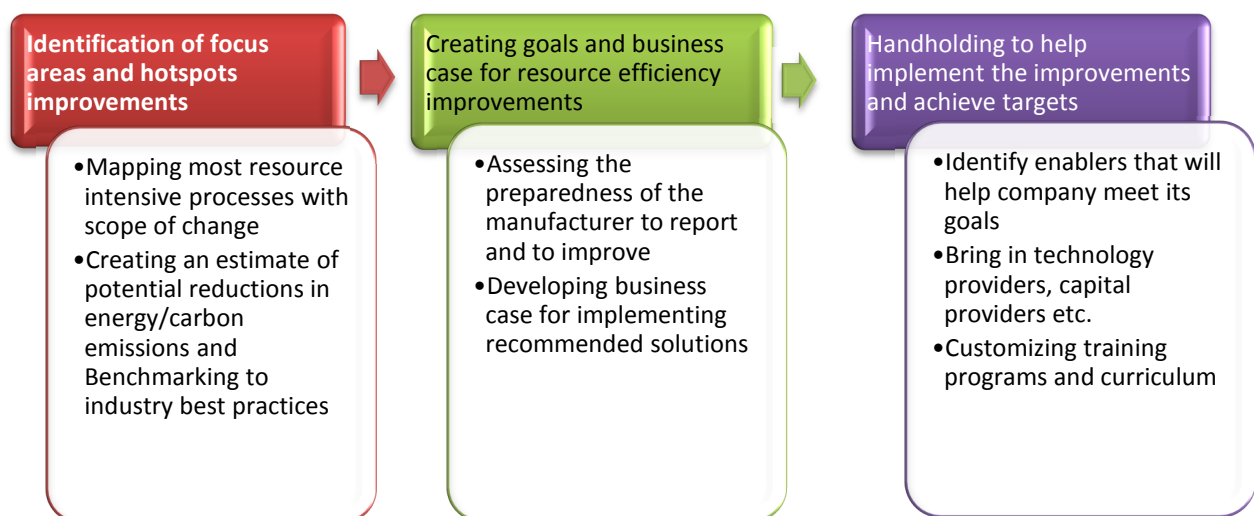 Identification of focus
areas and hotspots
improvements
•Mapping most resource
intensive processes with
scope of change
•Creating an estimate of
potential reductions in
energy/carbon
emissions and
Benchmarking to
industry best practices
Creating goals and business
case for resource efficiency
improvements
•Assessing the
preparedness of the
manufacturer to report
and to improve
•Developing business
case for implementing
recommended solutions
Handholding to help
implement the improvements
and achieve targets
•Identify enablers that will
help company meet its
goals
•Bring in technology
providers, capital
providers etc.
•Customizing training
programs and curriculum